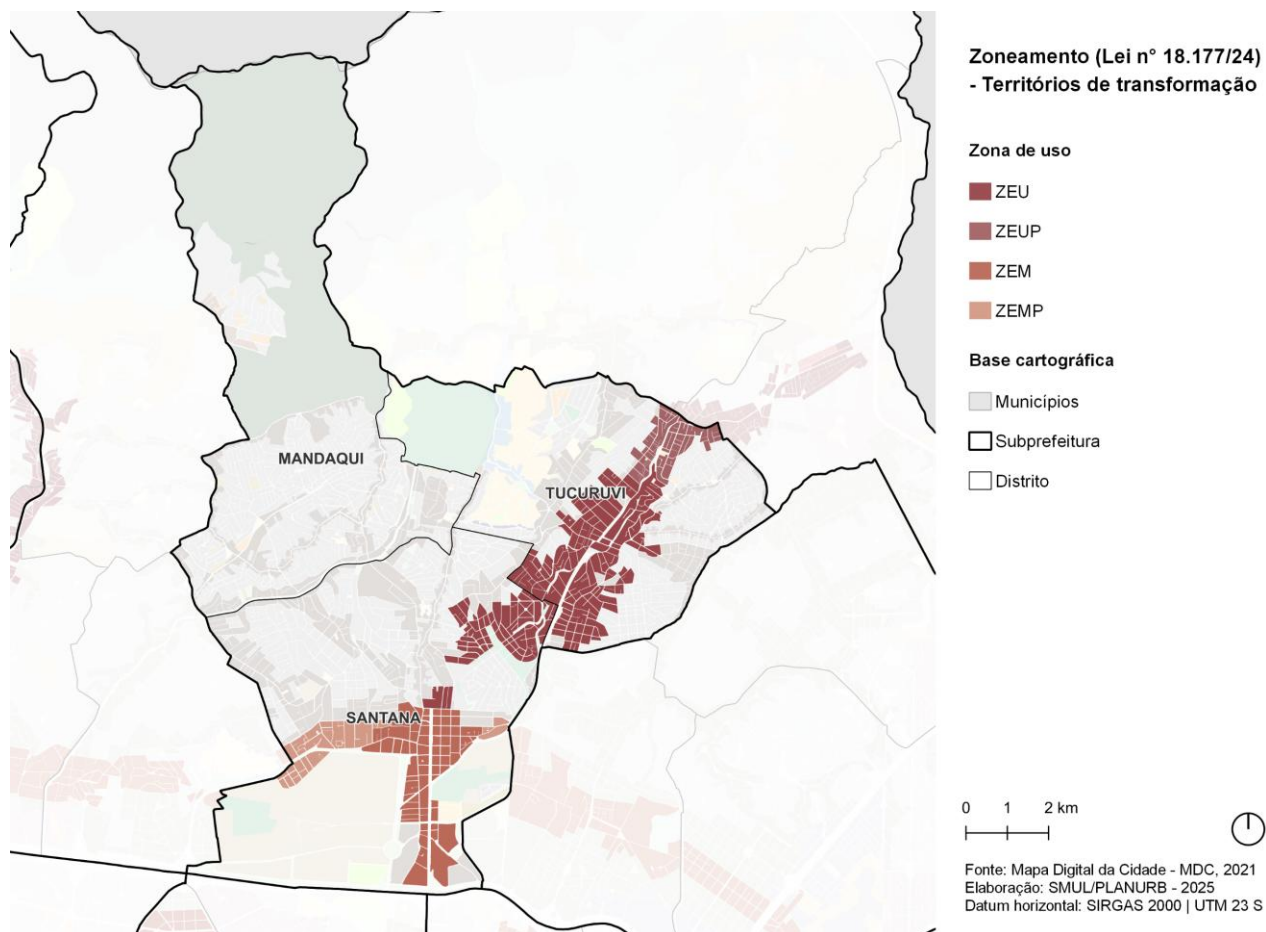 Zoneamento (Lei n° 18.177/24)
- Territórios de transformação
Zona de uso
ZEU
ZEUP
ZEM
ZEMP
Base cartográfica
Municípios
Subprefeitura
Distrito
MANDAQUI
TUCURUVI
SANTANA
0 1 2 km
Fonte: Mapa Digital da Cidade - MDC, 2021
Elaboração: SMUL/PLANURB - 2025
Datum horizontal: SIRGAS 2000 | UTM 23 S